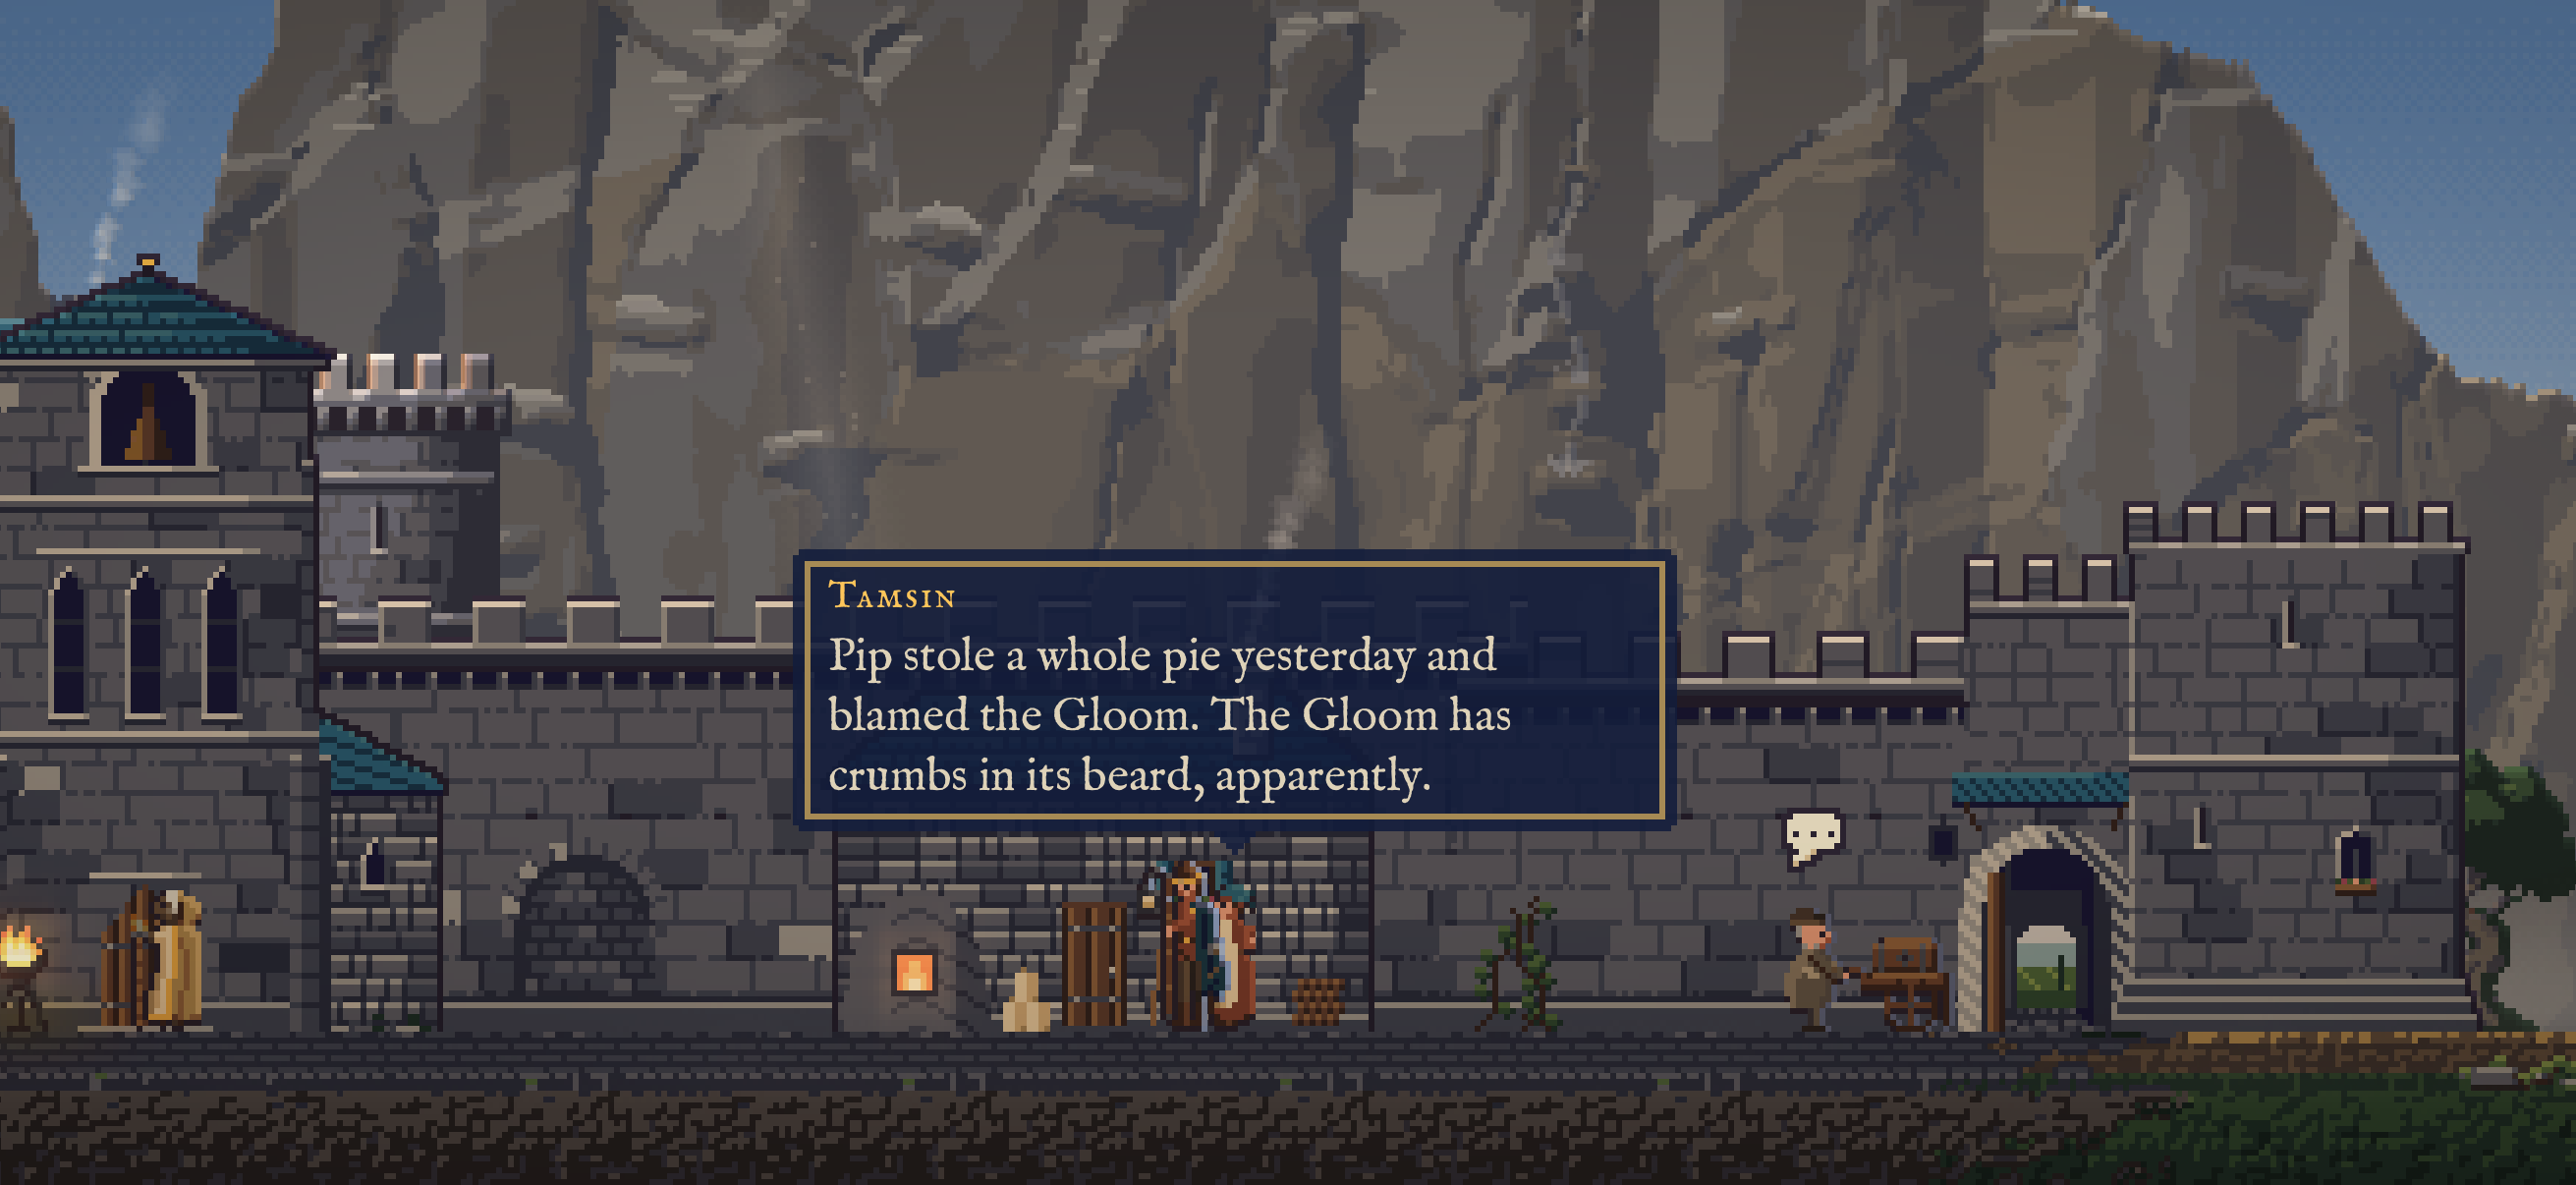 Tamsin
Pip stole a whole pie yesterday and
blamed the Gloom. The Gloom has
crumbs in its beard, apparently.